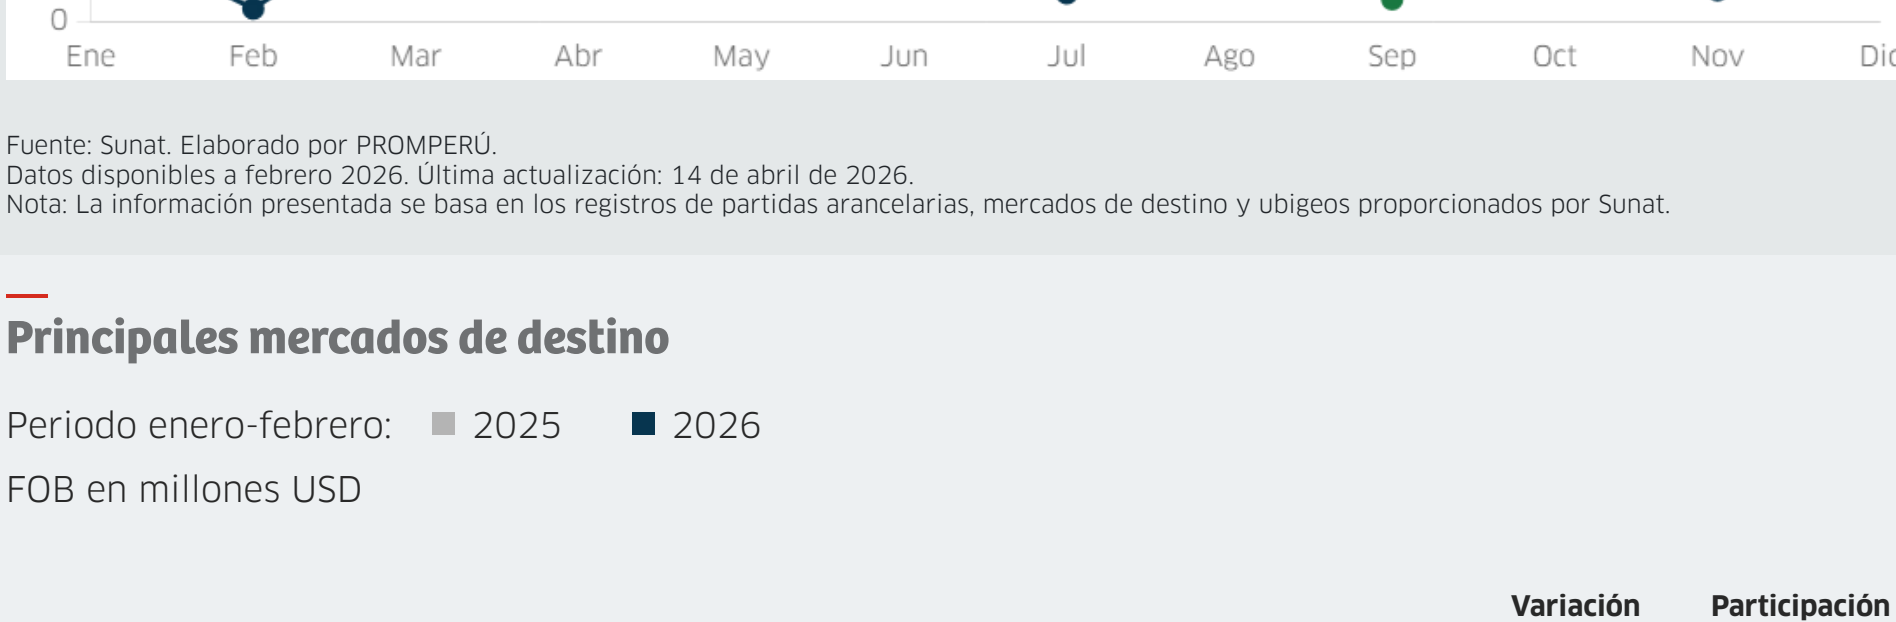 0
Ene Feb Mar Abr May Jun Jul Ago Sep Oct Nov
Fuente: Sunat. Elaborado por PROMPERÚ.
Datos disponibles a febrero 2026. Última actualización: 14 de abril de 2026.
Nota: La información presentada se basa en los registros de partidas arancelarias, mercados de destino y ubigeos proporcionados por Sunat.
Principales mercados de destino
Periodo enero-febrero: 2025 2026
FOB en millones USD
Variación Participación